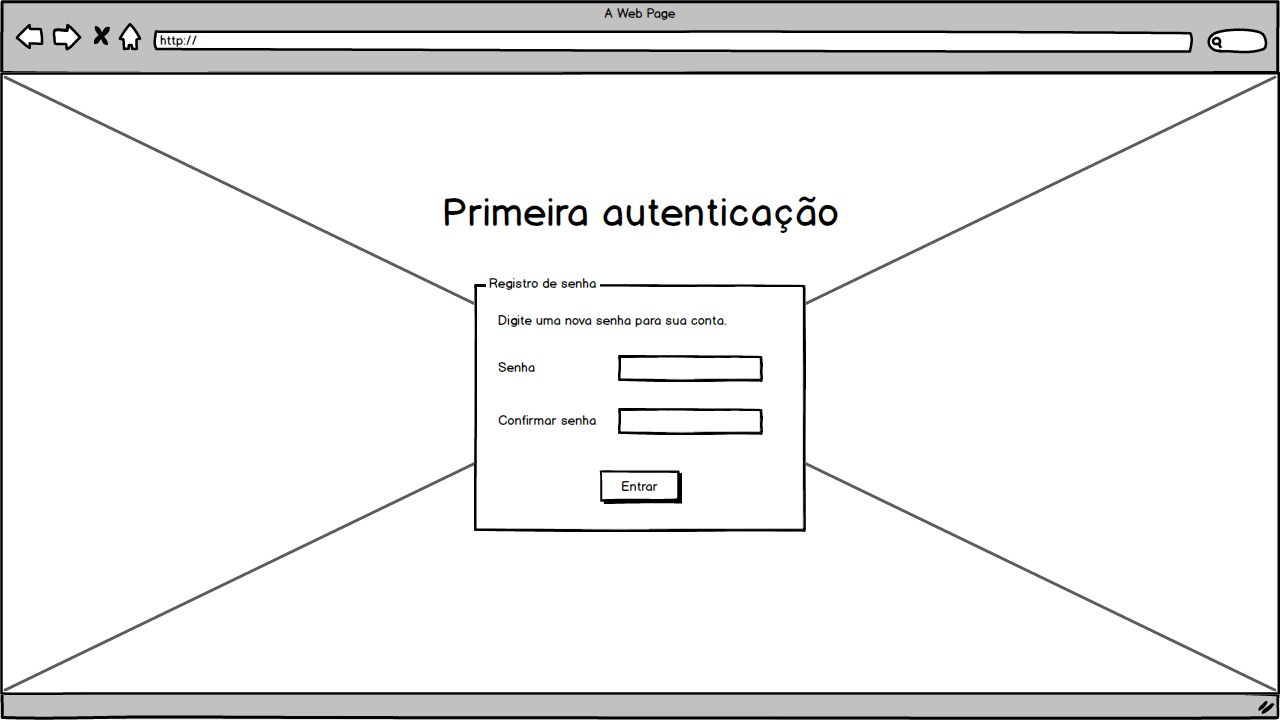 A Web Page
http://
Primeira autenticação
Registro de senha
Digite uma nova senha para sua conta.
Senha
Confirmar senha
Entrar